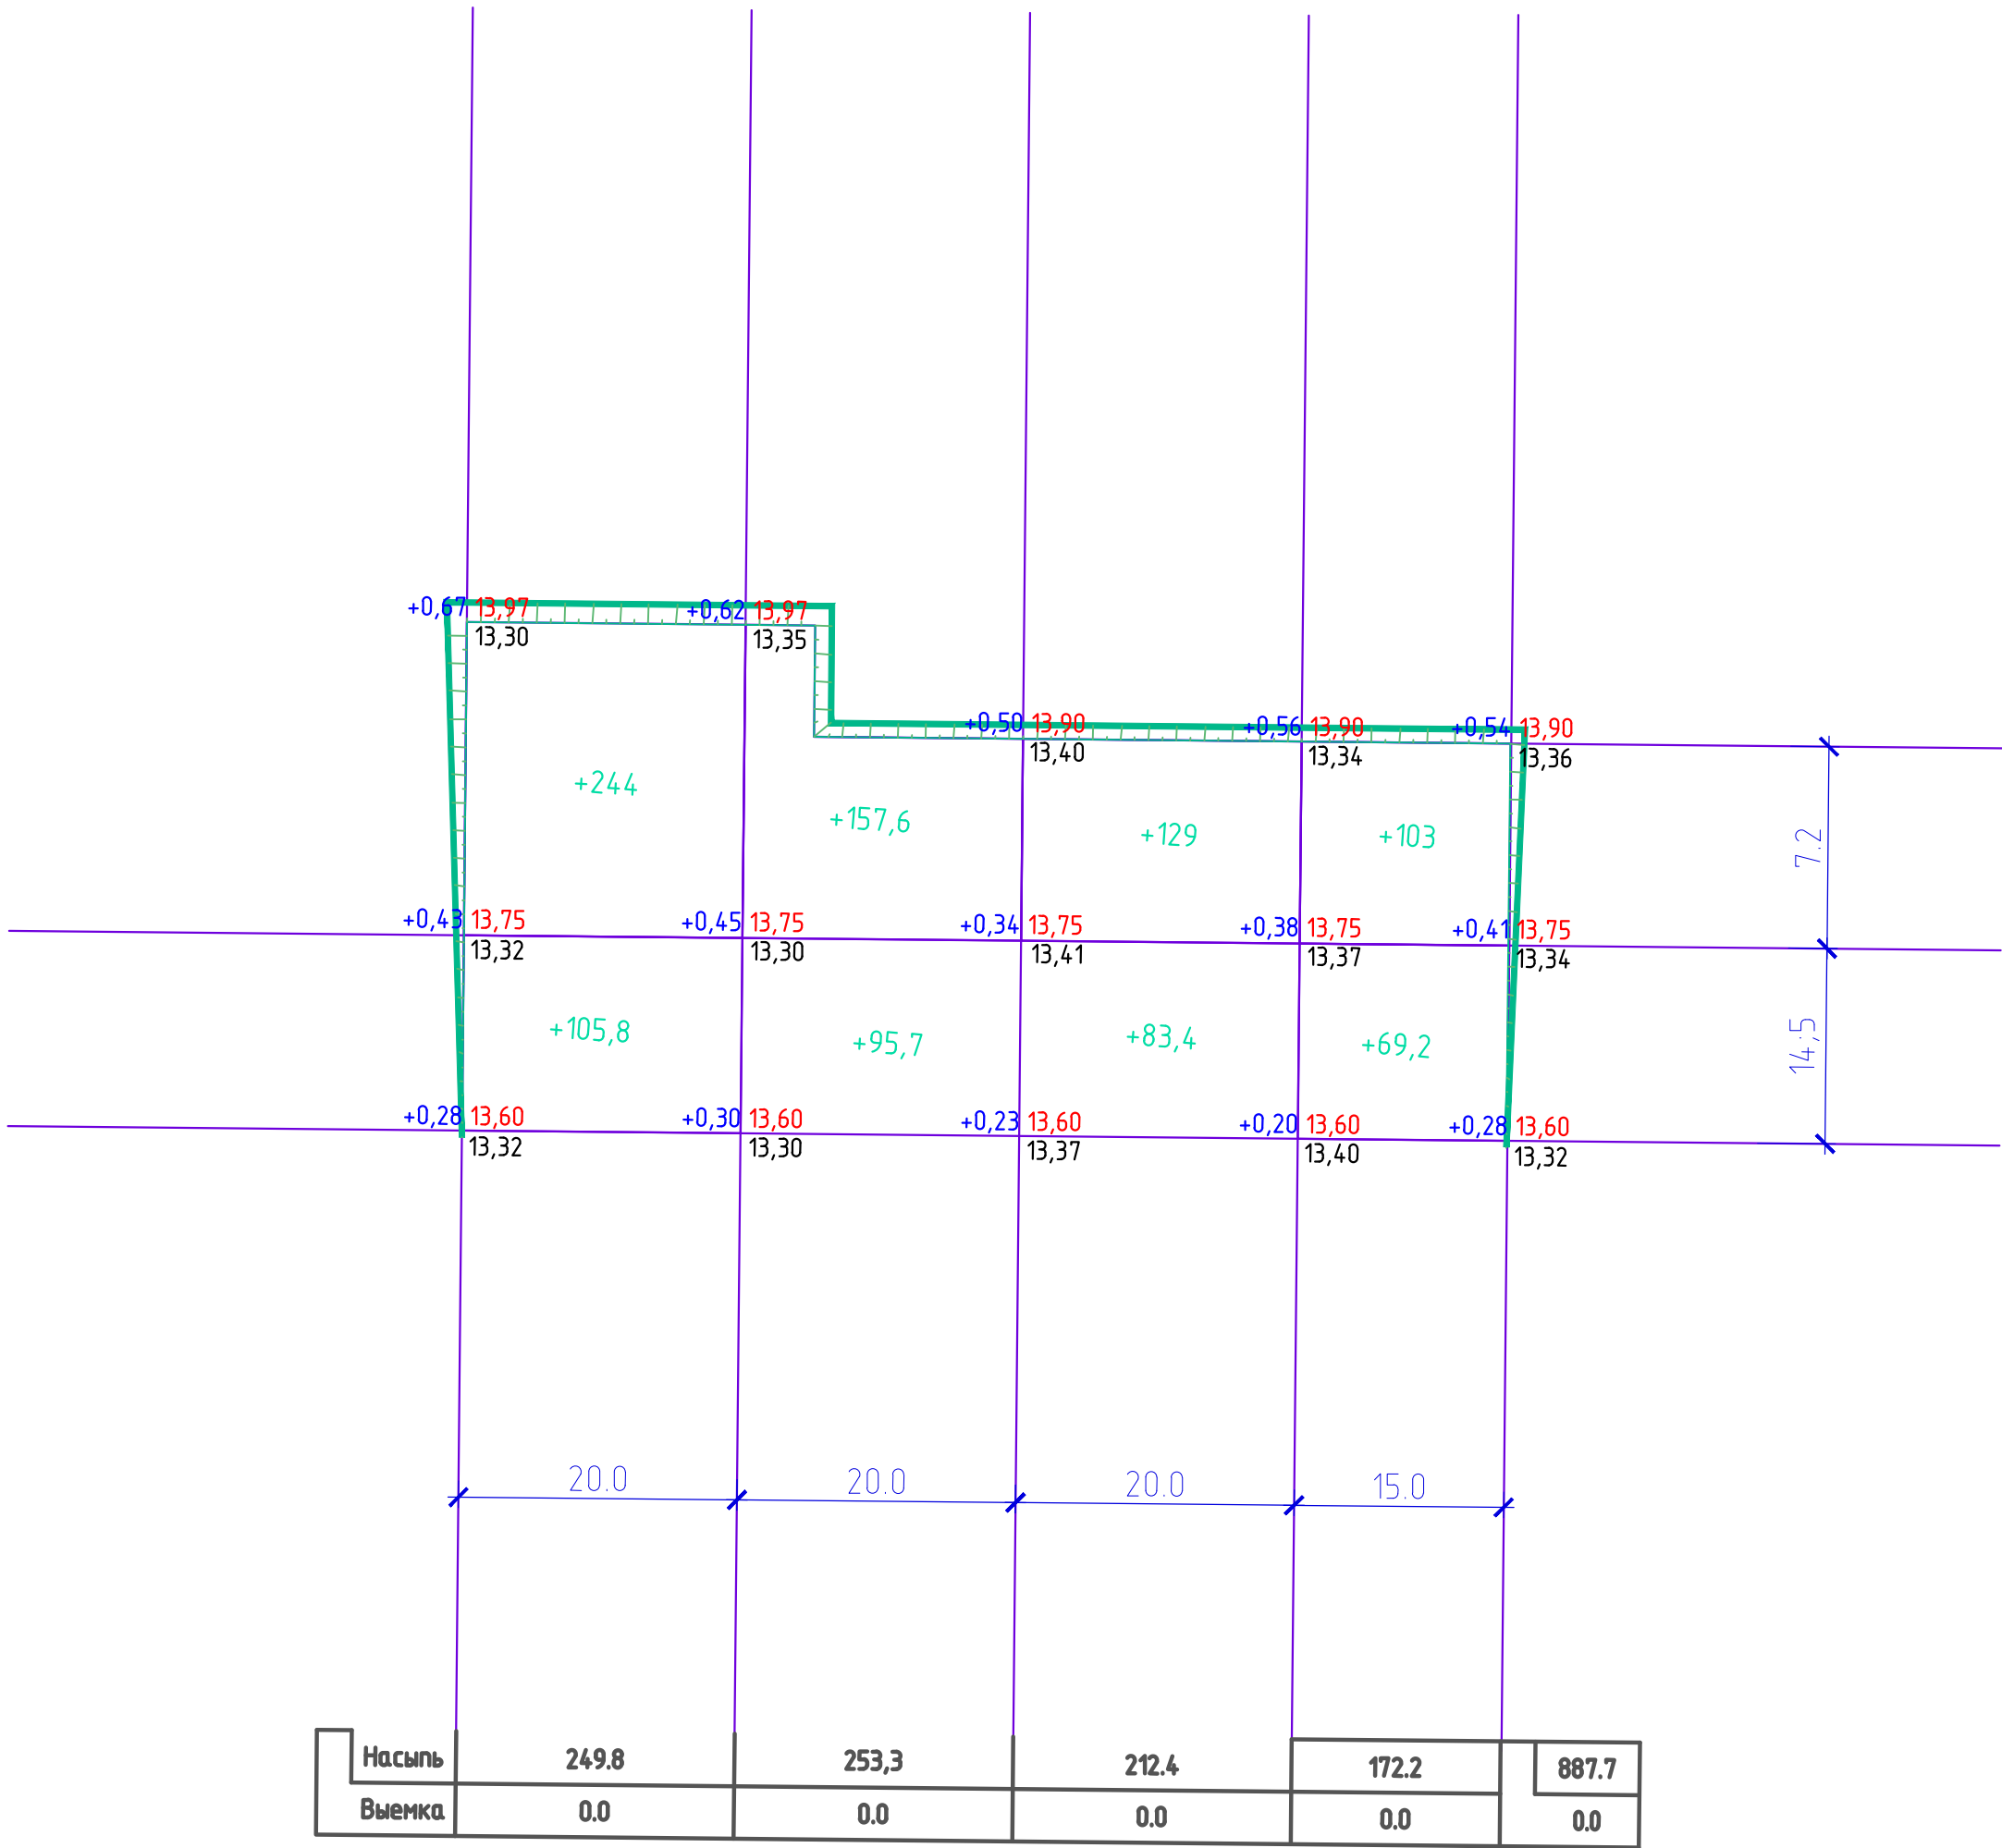 +0,67 13,97 +0,62 13,97
13,30 13,35
+0,50 13,90 +0,56 13,90 +0,54 13,90
13,40 13,34 13,36
+244 +157,6 +129 +103
7.2
+0,43 13,75 +0,45 13,75 +0,34 13,75 +0,38 13,75 +0,41 13,75
13,32 13,30 13,41 13,37 13,34
+105,8 +95,7 +83,4 +69,2
14;5
+0,28 13,60 +0,30 13,60 +0,23 13,60 +0,20 13,60 +0,28 13,60
13,32 13,30 13,37 13,40 13,32
20.0 20.0 20.0 15.0
Насыпь 249.8 253,3 212.4 172.2 887.7
Выемка 0.0 0.0 0.0 0.0 0.0